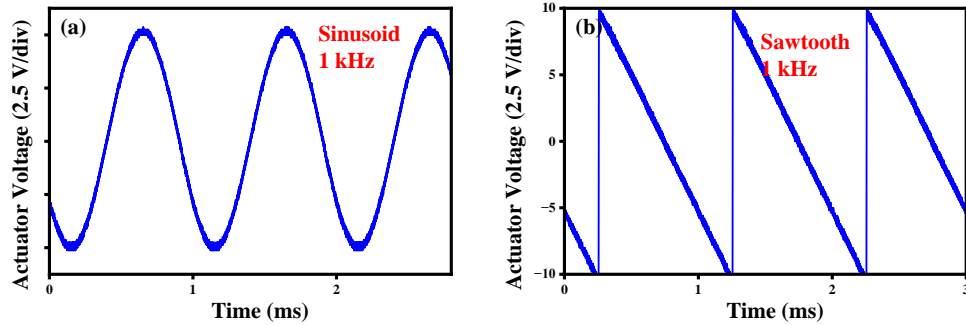 (a)
Sinusoid
1 kHz
Actuator Voltage (2.5 V/div)
0
1
2
Time (ms)
(b)
Sawtooth
1 kHz
Actuator Voltage (2.5 V/div)
10
5
0
−5
−10
0
1
2
3
Time (ms)